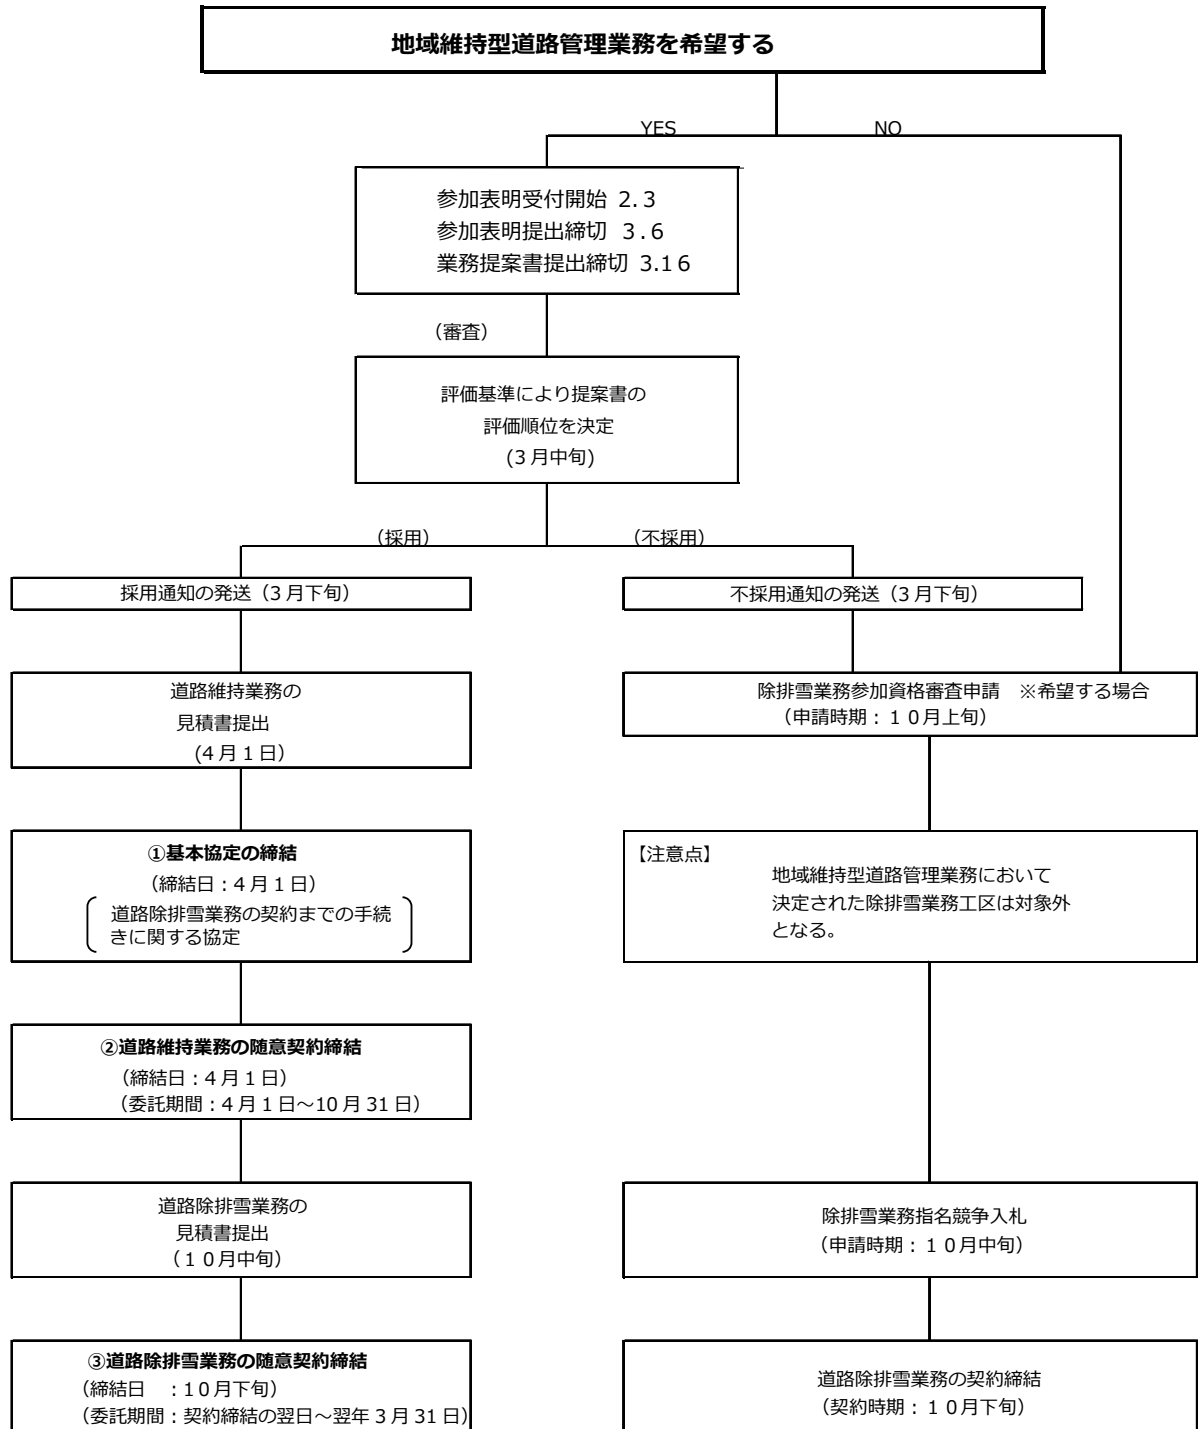 地域維持型道路管理業務を希望する
YES
NO
参加表明受付開始 2.3
参加表明提出締切 3.6
業務提案書提出締切 3.16
(審査)
評価基準により提案書の
評価順位を決定
(3月中旬)
(採用)
(不採用)
採用通知の発送(3月下旬)
不採用通知の発送(3月下旬)
道路維持業務の
見積書提出
(4月1日)
除排雪業務参加資格審査申請 ※希望する場合
(申請時期:10月上旬)
①基本協定の締結
(締結日:4月1日)
道路除排雪業務の契約までの手続
きに関する協定
【注意点】
地域維持型道路管理業務において
決定された除排雪業務工区は対象外
となる。
②道路維持業務の随意契約締結
(締結日:4月1日)
(委託期間:4月1日~10月31日)
道路除排雪業務の
見積書提出
(10月中旬)
除排雪業務指名競争入札
(申請時期:10月中旬)
③道路除排雪業務の随意契約締結
(締結日 :10月下旬)
(委託期間:契約締結の翌日~翌年3月31日)
道路除排雪業務の契約締結
(契約時期:10月下旬)